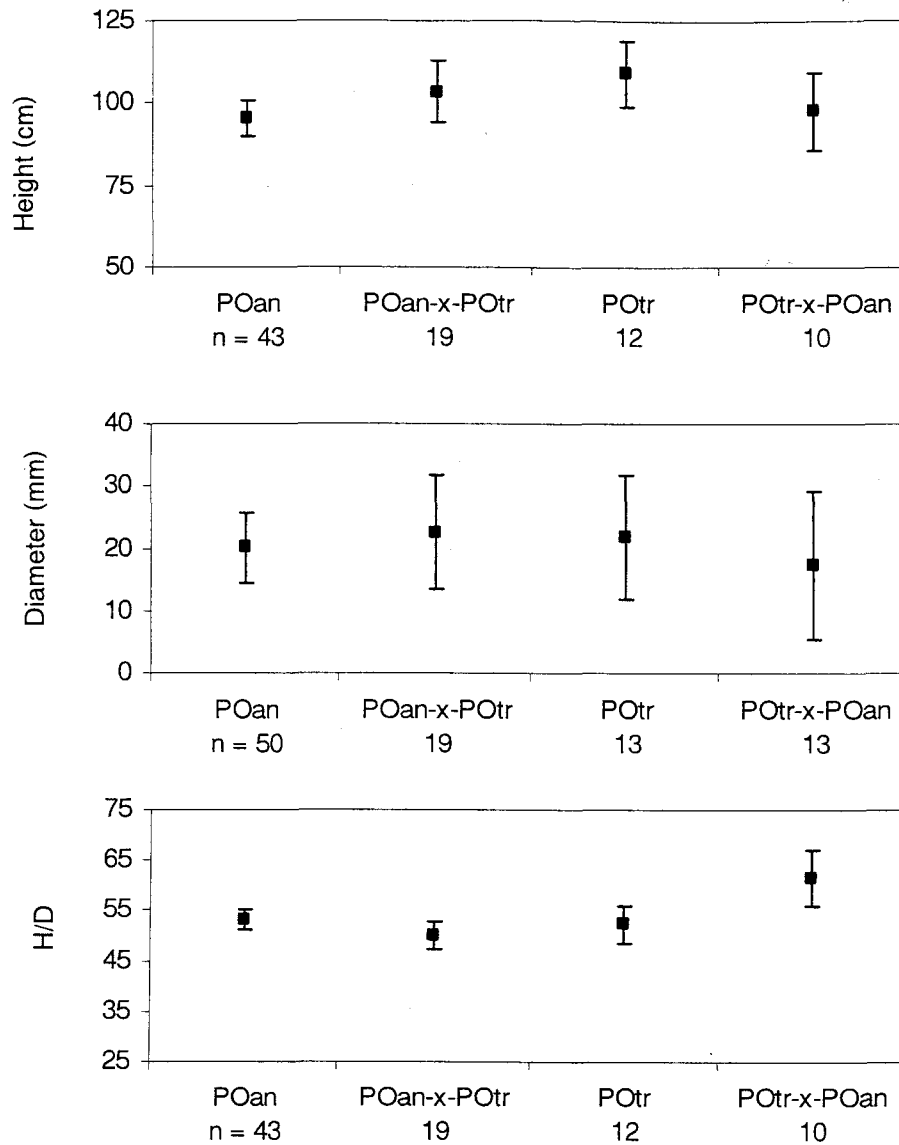 Height (cm)
125
100
75
50
POan POan-x-POtr POtr POtr-x-POan
n = 43 19 12 10
Diameter (mm)
40
30
20
10
0
POan POan-x-POtr POtr POtr-x-POan
n = 50 19 13 13
H/D
75
65
55
45
35
25
POan POan-x-POtr POtr POtr-x-POan
n = 43 19 12 10